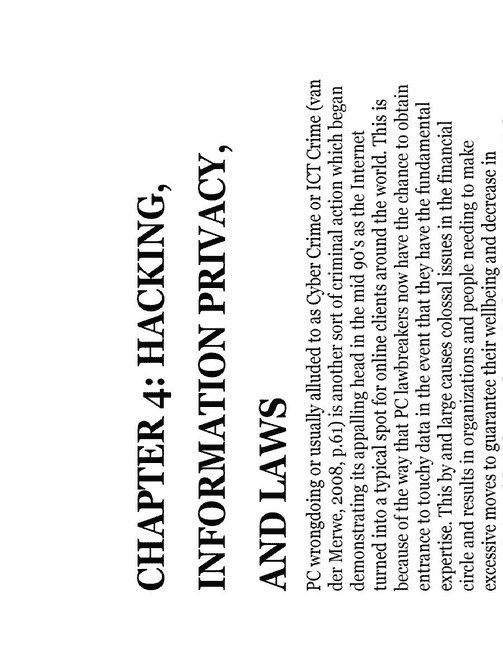 CHAPTER 4: HACKING,
INFORMATION PRIVACY,
AND LAWS
PC wrongdoing or usually alluded to as Cyber Crime or ICT Crime (van
der Merwe, 2008, p.61) is another sort of criminal action which began
demonstrating its appalling head in the mid 90's as the Internet
turned into a typical spot for online clients around the world. This is
because of the way that PC lawbreakers now have the chance to obtain
entrance to touchy data in the event that they have the fundamental
expertise. This by and large causes colossal issues in the financial
circle and results in organizations and people needing to make
excessive moves to guarantee their wellbeing and decrease in